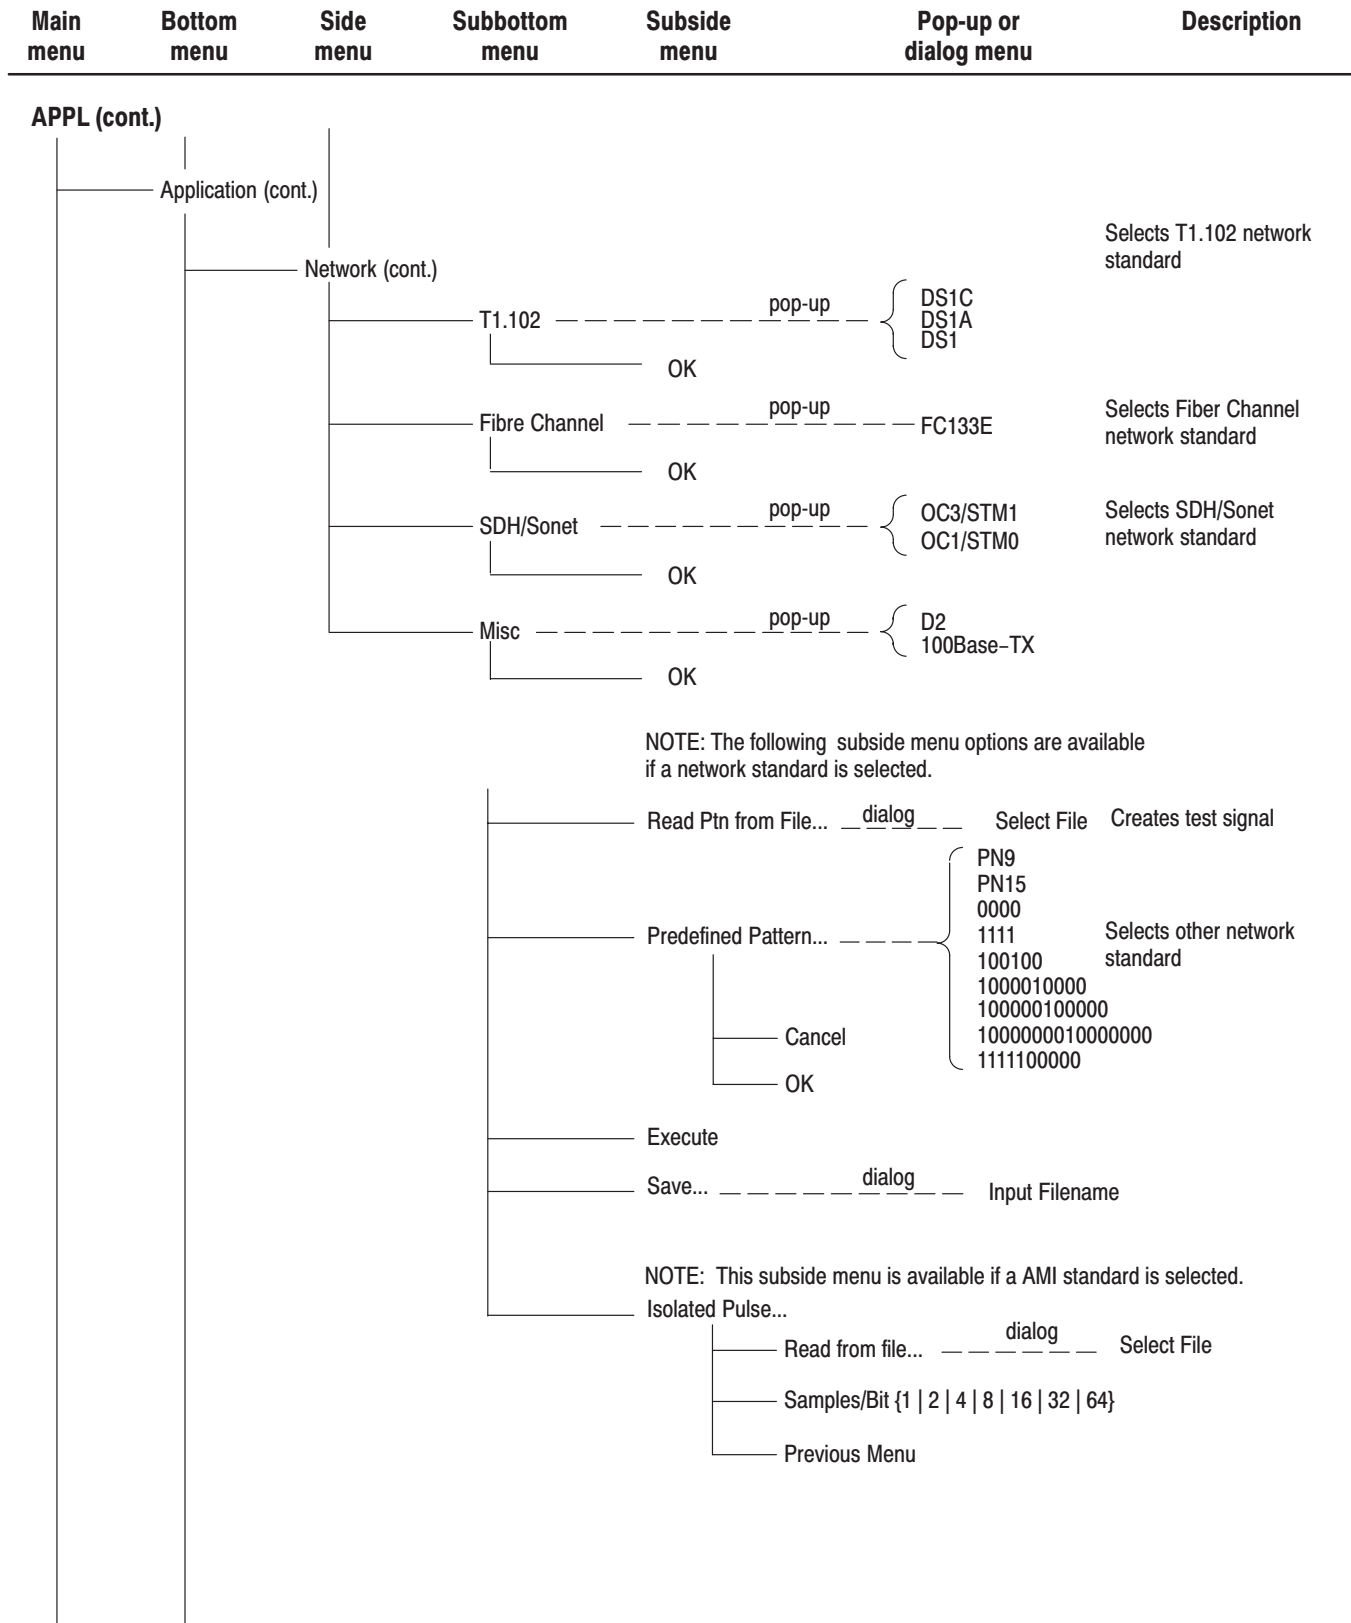 Main menu
Bottom menu
Side menu
Subbottom menu
Subside menu
Pop-up or dialog menu
Description
APPL (cont.)
Application (cont.)
Network (cont.)
Selects T1.102 network
standard
T1.102
pop-up
DS1C
DS1A
DS1
OK
Fibre Channel
pop-up
FC133E
Selects Fiber Channel
network standard
OK
SDH/Sonet
pop-up
OC3/STM1
OC1/STM0
Selects SDH/Sonet
network standard
OK
Misc
pop-up
D2
100Base–TX
OK
NOTE: The following subside menu options are available
if a network standard is selected.
Read Ptn from File...
dialog
Select File
Creates test signal
Predefined Pattern...
PN9
PN15
0000
1111
100100
1000010000
100000100000
1000000010000000
1111100000
Selects other network
standard
Cancel
OK
Execute
Save...
dialog
Input Filename
NOTE: This subside menu is available if a AMI standard is selected.
Isolated Pulse...
Read from file...
dialog
Select File
Samples/Bit {1 | 2 | 4 | 8 | 16 | 32 | 64}
Previous Menu